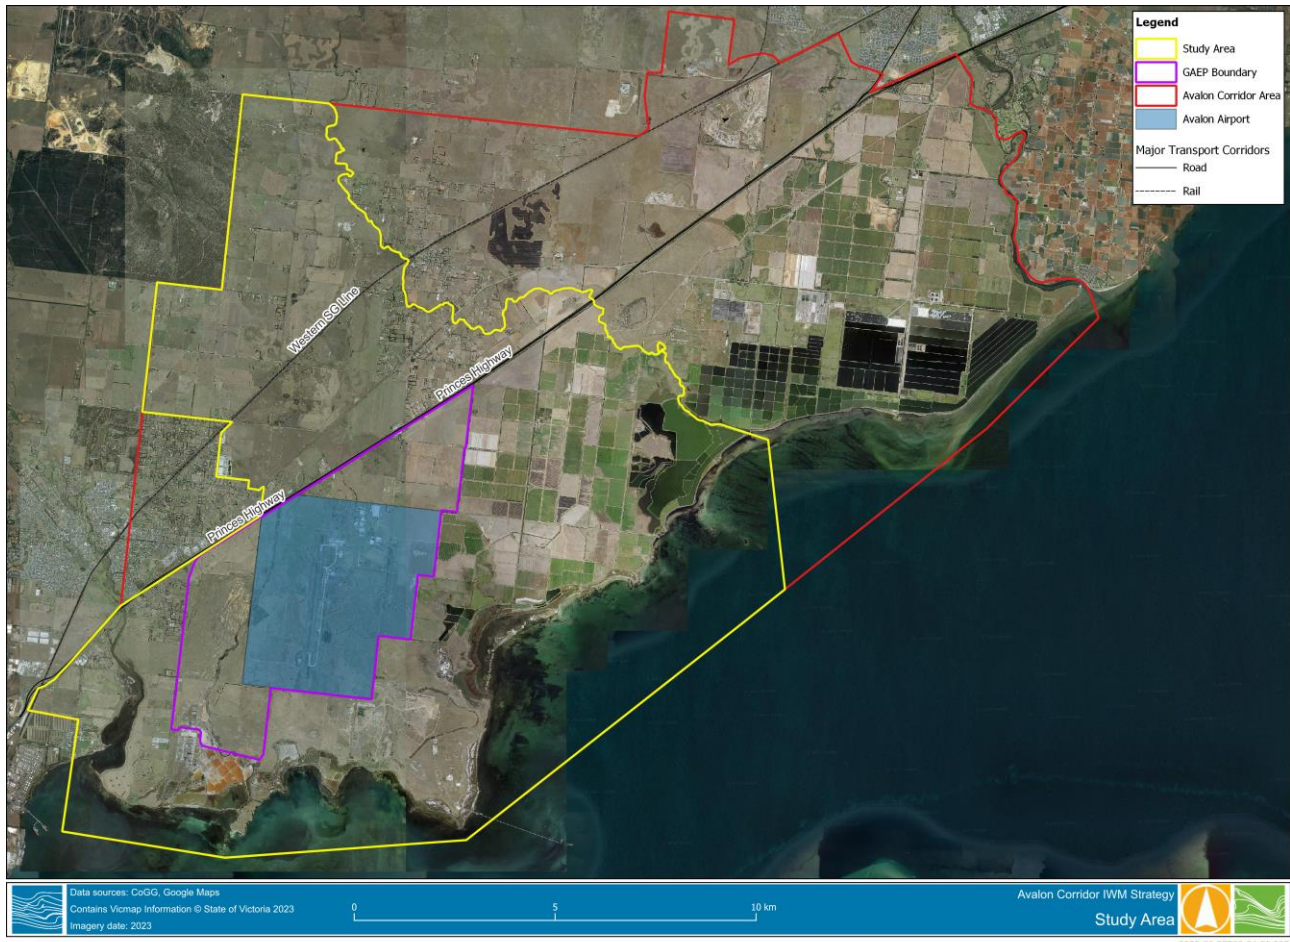 Legend
Study Area
GAEP Boundary
Avalon Corridor Area
Avalon Airport
Major Transport Corridors
Road
Rail
Western SG Line
Princes Highway
Princes Highway
Data sources: CoGG, Google Maps
Contains Vicmap Information © State of Victoria 2023
Imagery date: 2023
0
5
10 km
Avalon Corridor IWM Strategy
Study Area